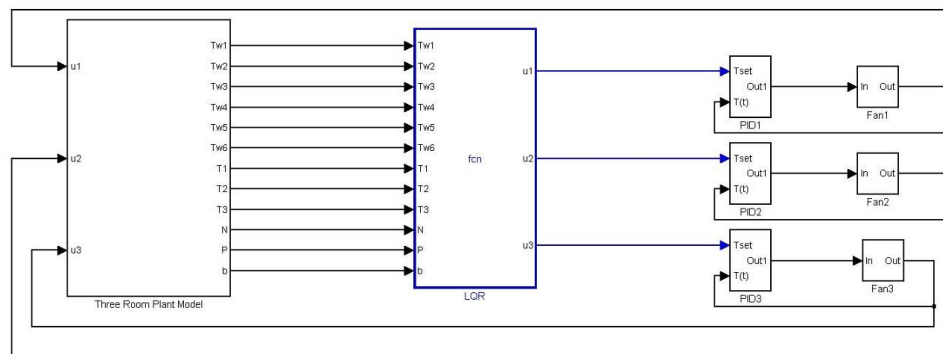 u1
u2
u3
Tw1
Tw2
Tw3
Tw4
Tw5
Tw6
T1
T2
T3
N
P
b
Three Room Plant Model
Tw1
Tw2
Tw3
Tw4
Tw5
Tw6
T1
T2
T3
N
P
b
fcn
u1
u2
u3
LQR
Tset
T(t)
Out1
PID1
In Out
Fan1
Tset
T(t)
Out1
PID2
In Out
Fan2
Tset
T(t)
Out1
PID3
In Out
Fan3